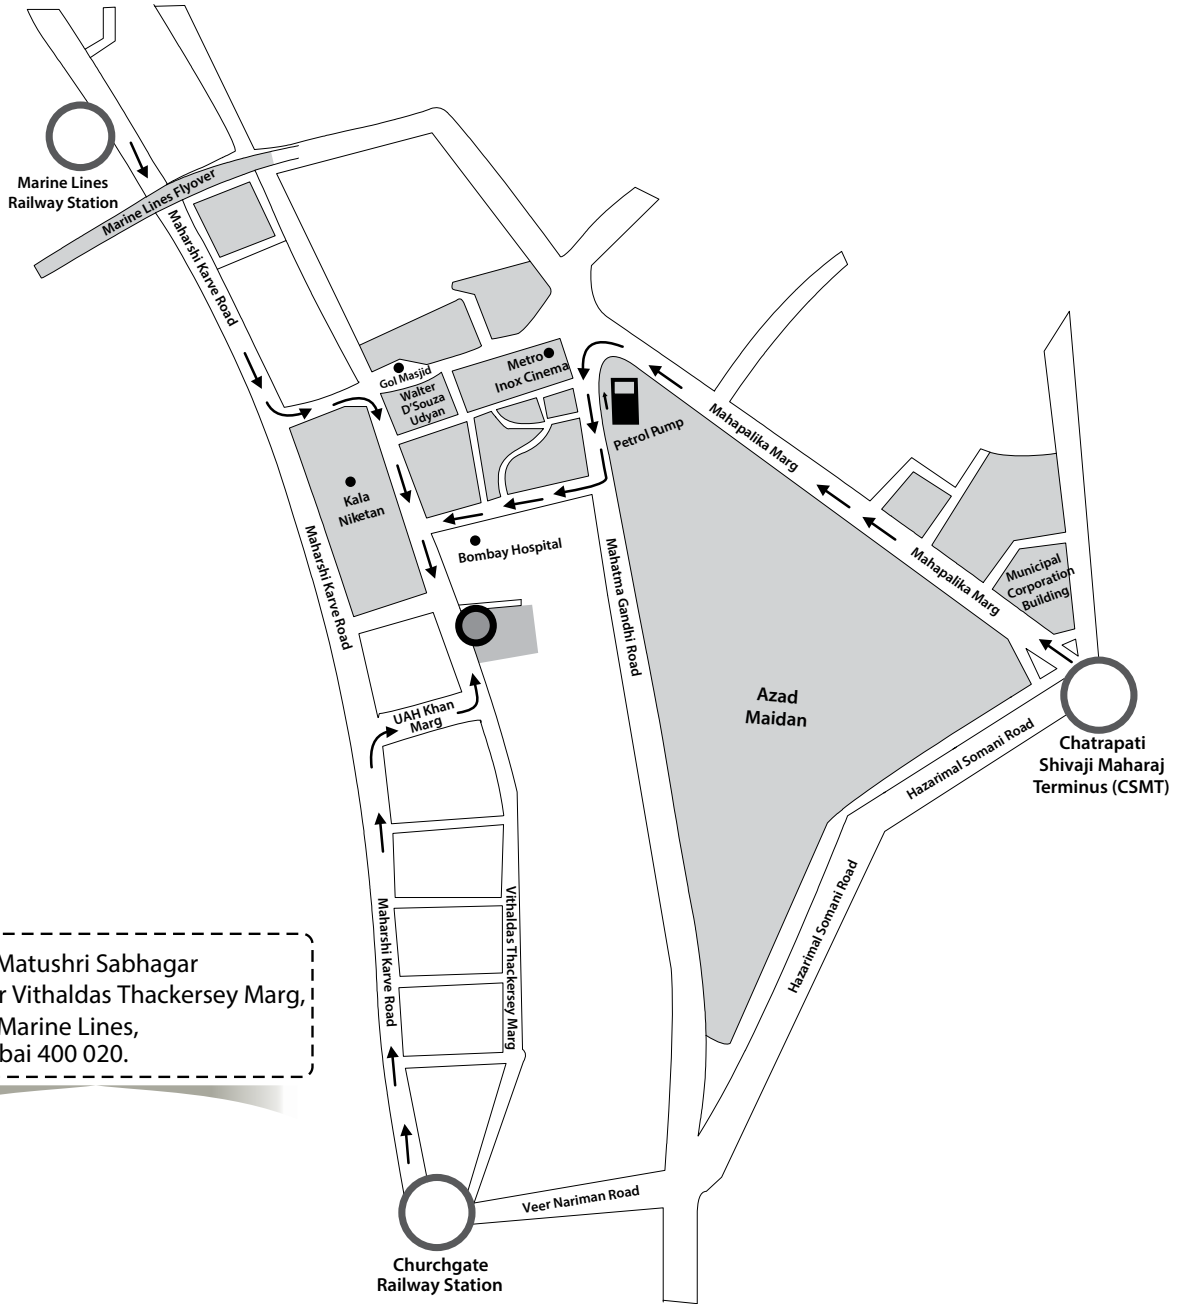 Marine Lines
Railway Station
Marine Lines Flyover
Maharshi Karve Road
Gol Masjid
Walter
D'Souza
Udyan
Metro
Inox Cinema
Petrol Pump
Mahapalika Marg
Kala
Niketan
Maharshi Karve Road
Bombay Hospital
Mahatma Gandhi Road
Mahapalika Marg
Municipal
Corporation
Building
UAH Khan
Marg
Azad
Maidan
Chatrapati
Shivaji Maharaj
Terminus (CSMT)
Hazarimal Somani Road
Hazarimal Somani Road
Maharshi Karve Road
Vithaldas Thackersey Marg
Matushri Sabhagar
Vithaldas Thackersey Marg,
Marine Lines,
400 020.
Veer Nariman Road
Churchgate
Railway Station